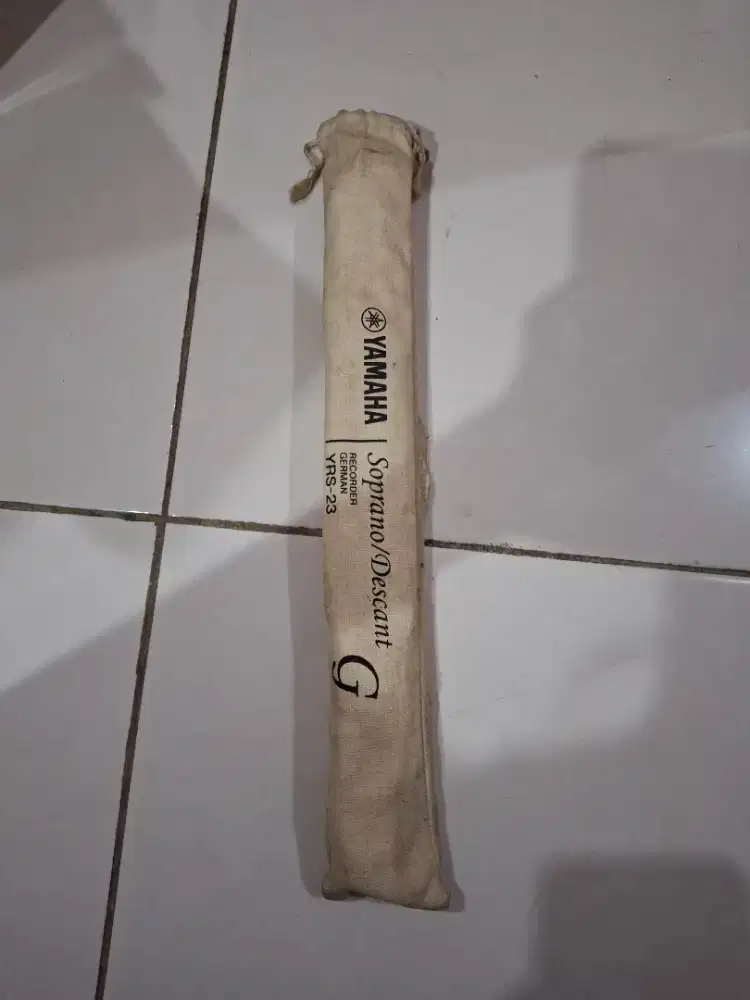 YAMAHA
Soprano/Descant
RECORDER
GERMAN
YRS-23
G